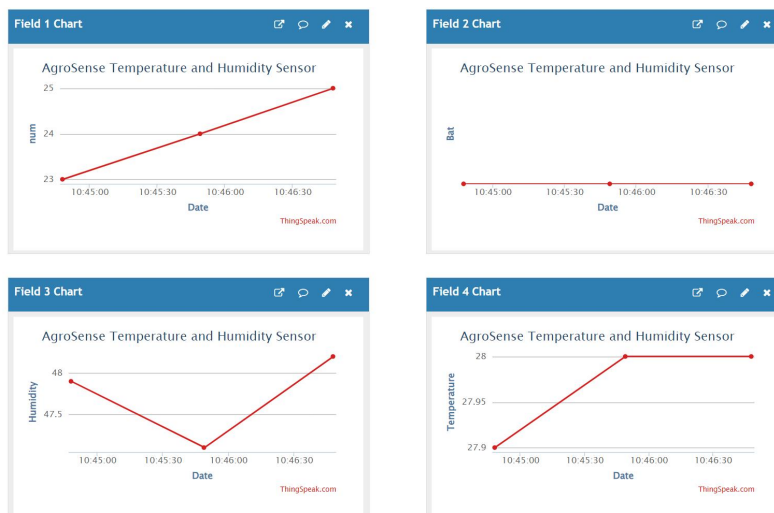 Field 1 Chart
AgroSense Temperature and Humidity Sensor
25
24
23
num
10:45:00 10:45:30 10:46:00 10:46:30
Date
ThingSpeak.com
Field 2 Chart
AgroSense Temperature and Humidity Sensor
Bat
10:45:00 10:45:30 10:46:00 10:46:30
Date
ThingSpeak.com
Field 3 Chart
AgroSense Temperature and Humidity Sensor
48
47.5
Humidity
10:45:00 10:45:30 10:46:00 10:46:30
Date
ThingSpeak.com
Field 4 Chart
AgroSense Temperature and Humidity Sensor
28
27.95
27.9
Temperature
10:45:00 10:45:30 10:46:00 10:46:30
Date
ThingSpeak.com